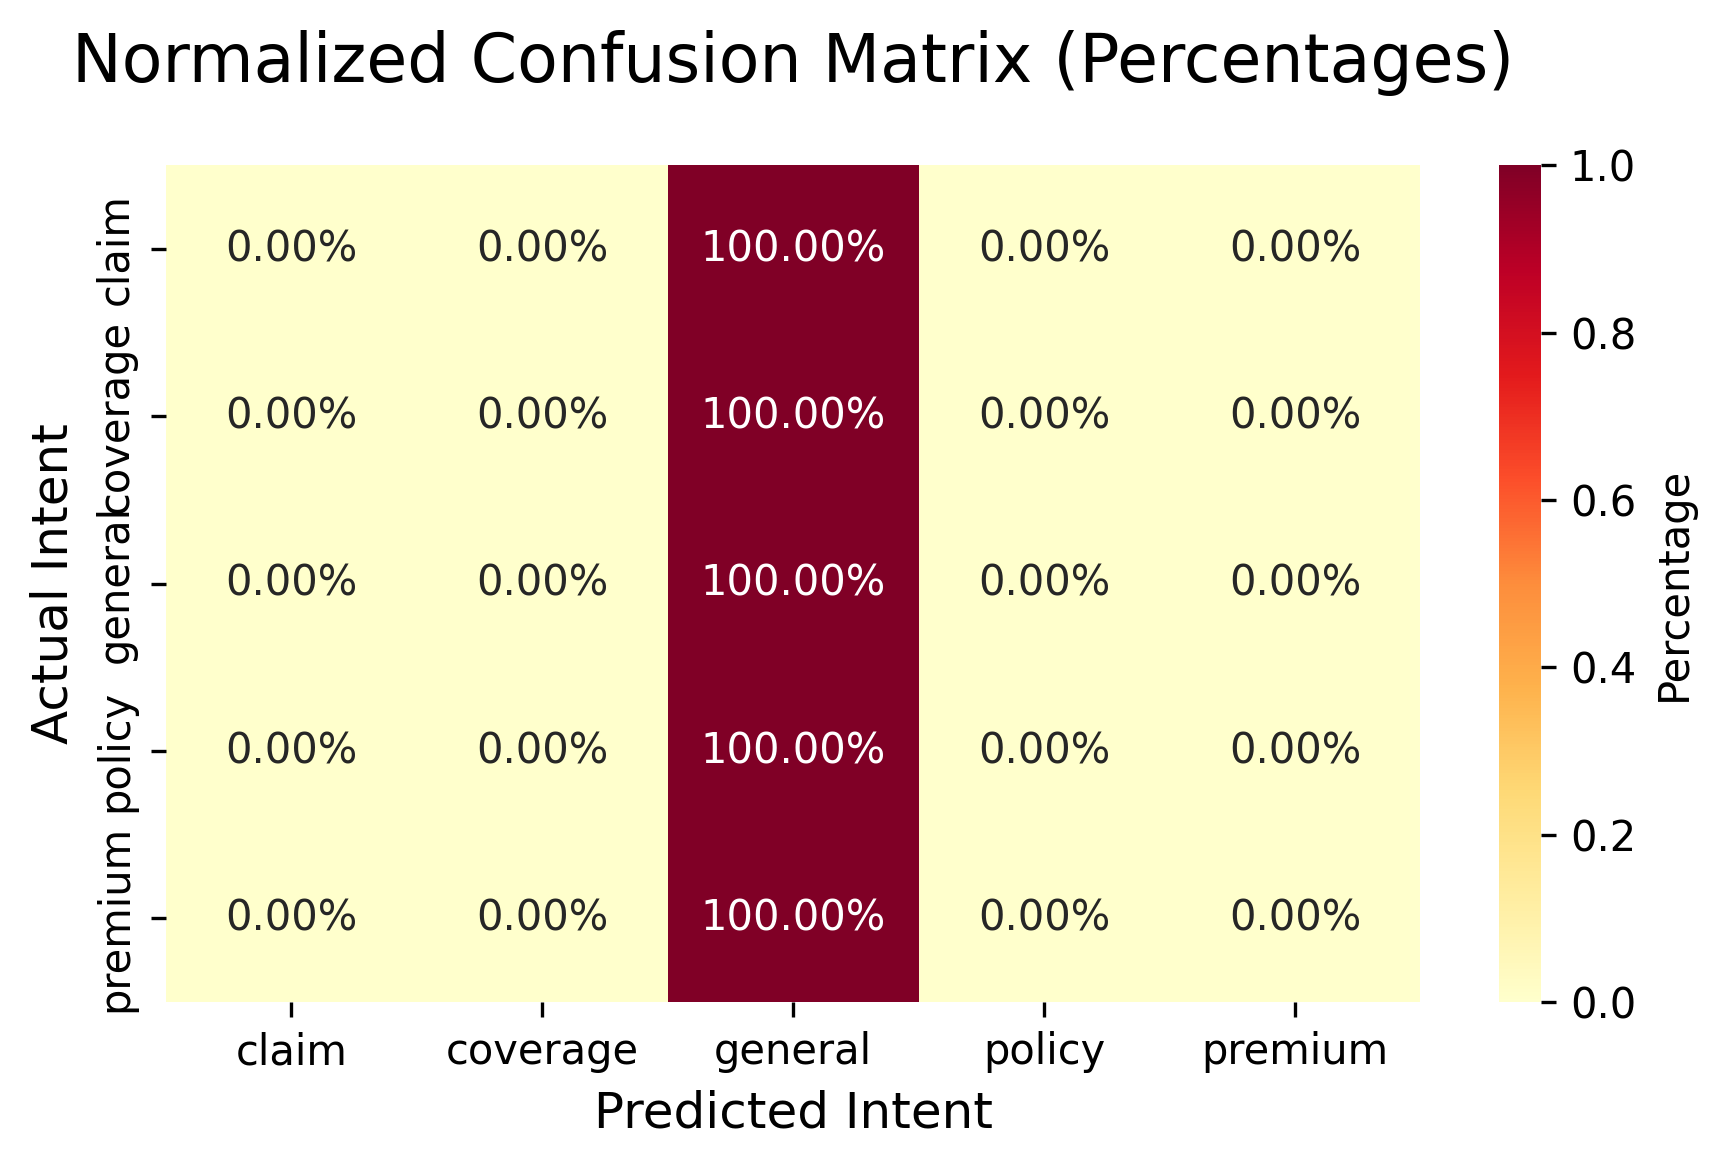 Normalized Confusion Matrix (Percentages)
Actual Intent
claim
0.00% 0.00% 100.00% 0.00% 0.00%
coverage
0.00% 0.00% 100.00% 0.00% 0.00%
general
0.00% 0.00% 100.00% 0.00% 0.00%
policy
0.00% 0.00% 100.00% 0.00% 0.00%
premium
0.00% 0.00% 100.00% 0.00% 0.00%
claim coverage general policy premium
Predicted Intent
1.0
0.8
0.6
0.4
0.2
0.0
Percentage